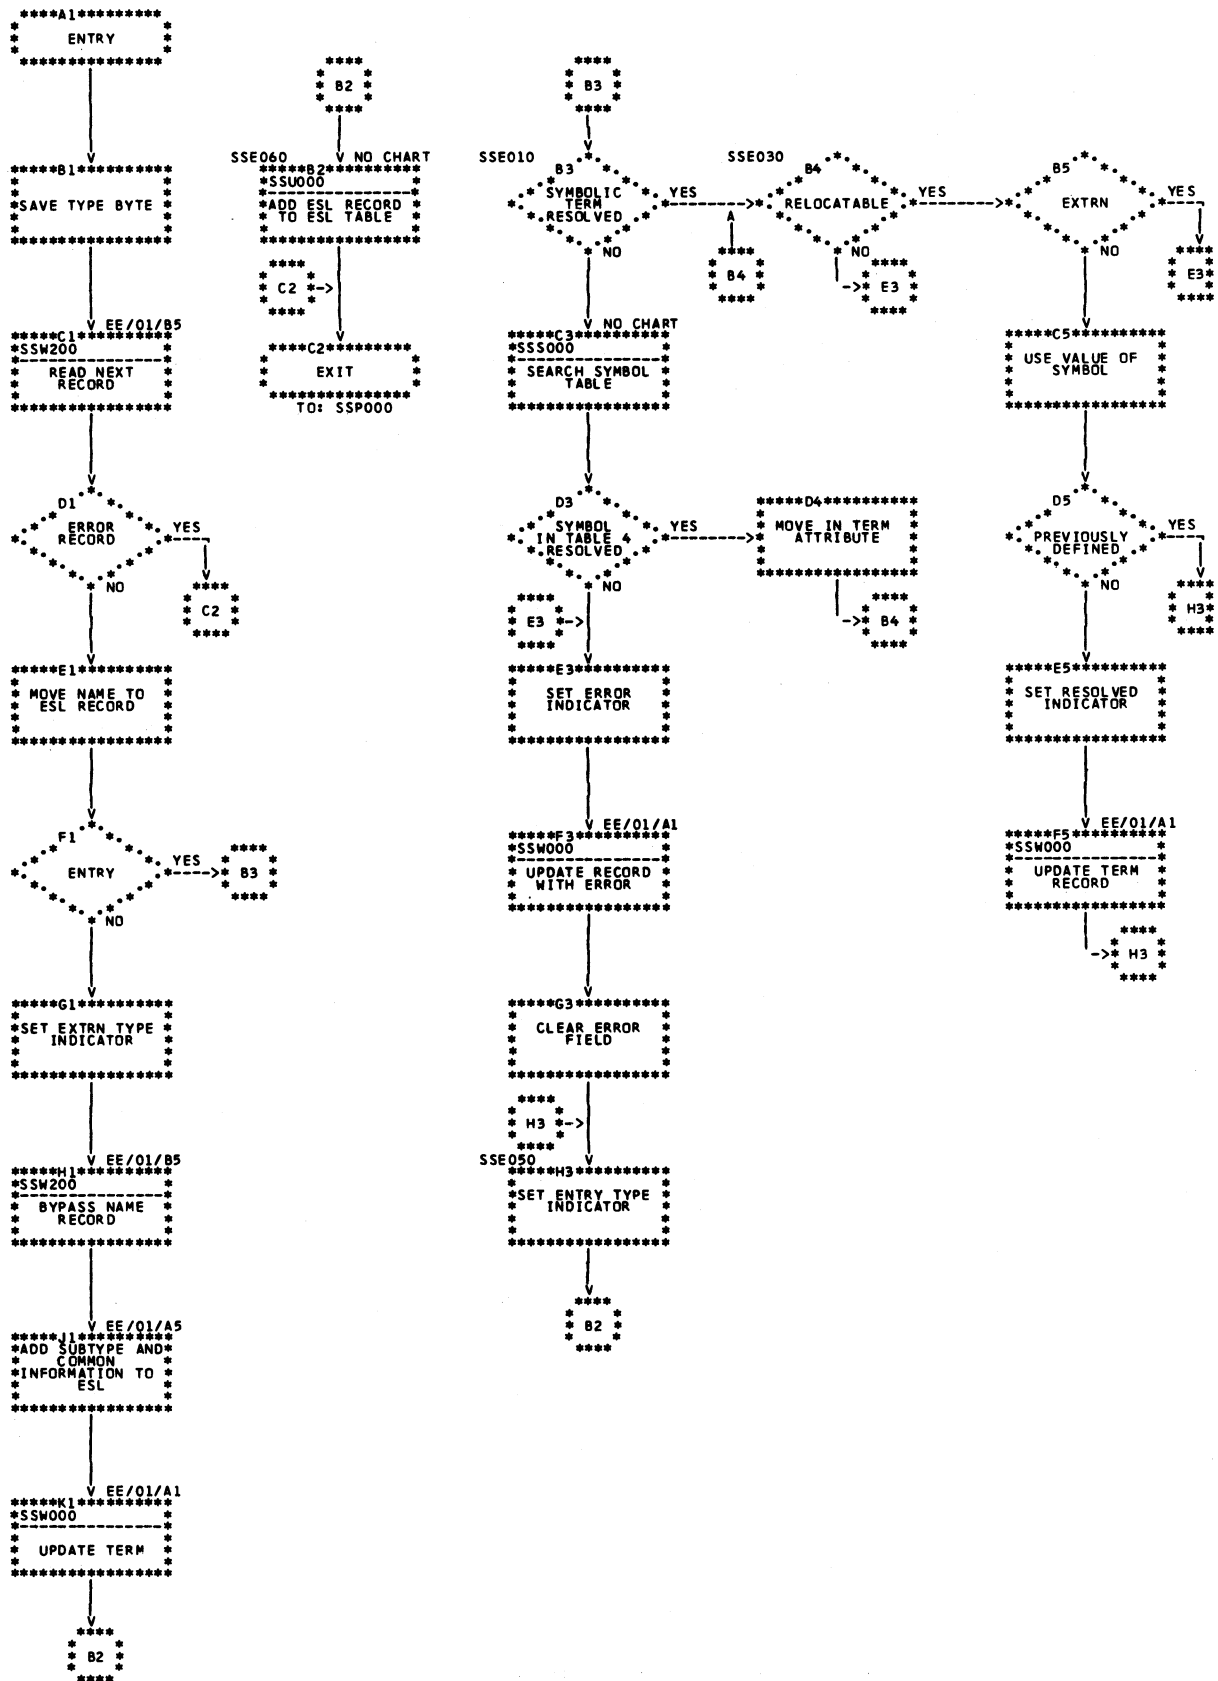 A1
ENTRY
B1
SAVE TYPE BYTE
EE/01/B5
C1
SSW200
READ NEXT
RECORD
D1
ERROR
RECORD
YES
C2
NO
E1
MOVE NAME TO
ESL RECORD
F1
ENTRY
YES
B3
NO
G1
SET EXTRN TYPE
INDICATOR
EE/01/B5
H1
SSW200
BYPASS NAME
RECORD
EE/01/A5
J1
ADD SUBTYPE AND
COMMON
INFORMATION TO
ESL
EE/01/A1
K1
SSW000
UPDATE TERM
B2
B2
SSE060
NO CHART
B2
SSU000
ADD ESL RECORD
TO ESL TABLE
C2
C2
EXIT
TO: SSP000
B3
SSE010
B3
SYMBOLIC
TERM
RESOLVED
YES
NO
NO CHART
C3
SSS000
SEARCH SYMBOL
TABLE
D3
SYMBOL
IN TABLE 4
RESOLVED
YES
NO
E3
E3
SET ERROR
INDICATOR
EE/01/A1
F3
SSW000
UPDATE RECORD
WITH ERROR
G3
CLEAR ERROR
FIELD
H3
SSE050
H3
SET ENTRY TYPE
INDICATOR
B2
SSE030
B4
RELOCATABLE
YES
A
B4
NO
E3
D4
MOVE IN TERM
ATTRIBUTE
B4
B5
EXTRN
YES
E3
NO
C5
USE VALUE OF
SYMBOL
D5
PREVIOUSLY
DEFINED
YES
H3
NO
E5
SET RESOLVED
INDICATOR
EE/01/A1
F5
SSW000
UPDATE TERM
RECORD
H3